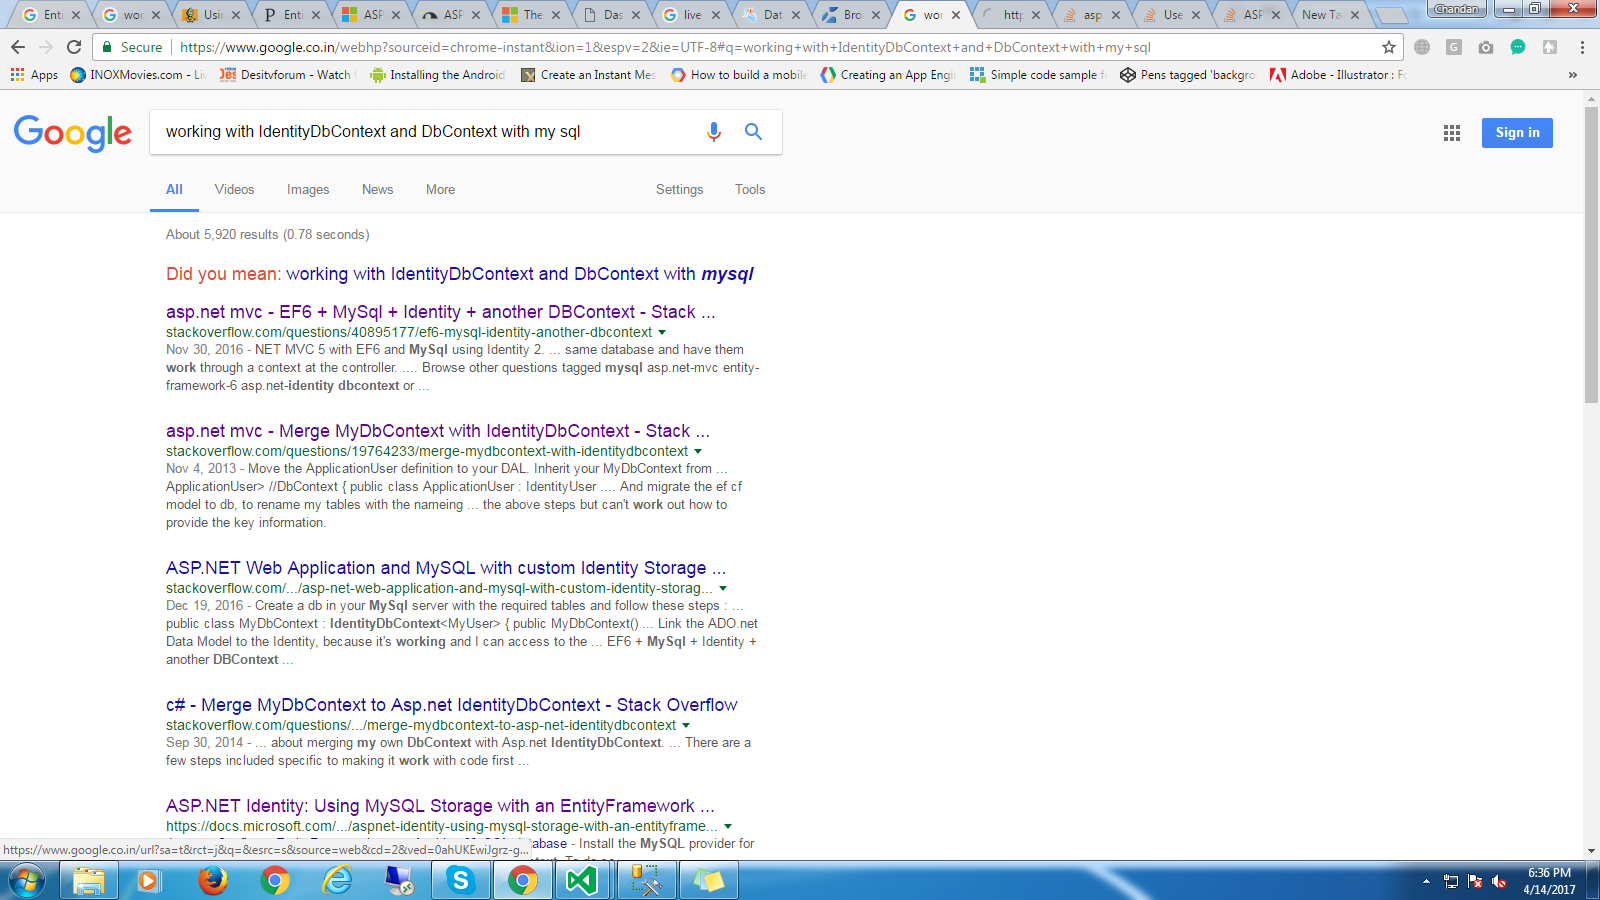 Enti
wor
Usin
Enti
ASF
ASF
The
Das
live
Dat
Bro
wor
http
asp
Use
ASF
New Ta
Chandan
Secure
https://www.google.co.in/webhp?sourceid=chrome-instant&ion=1&espv=2&ie=UTF-8#q=working+with+IdentityDbContext+and+DbContext+with+my+sql
Apps
INOXMovies.com - Li
Desitvforum - Watch
Installing the Android
Create an Instant Mes
How to build a mobile
Creating an App Engi
Simple code sample f
Pens tagged 'backgro
Adobe - Illustrator : F
»
Google
working with IdentityDbContext and DbContext with my sql
Sign in
All Videos Images News More Settings Tools
About 5,920 results (0.78 seconds)
Did you mean: working with IdentityDbContext and DbContext with mysql
asp.net mvc - EF6 + MySql + Identity + another DBContext - Stack ...
stackoverflow.com/questions/40895177/ef6-mysql-identity-another-dbcontext
Nov 30, 2016 - NET MVC 5 with EF6 and MySql using Identity 2. ... same database and have them
work through a context at the controller. .... Browse other questions tagged mysql asp.net-mvc entity-
framework-6 asp.net-identity dbcontext or ...
asp.net mvc - Merge MyDbContext with IdentityDbContext - Stack ...
stackoverflow.com/questions/19764233/merge-mydbcontext-with-identitydbcontext
Nov 4, 2013 - Move the ApplicationUser definition to your DAL. Inherit your MyDbContext from ...
ApplicationUser> //DbContext { public class ApplicationUser : IdentityUser .... And migrate the ef cf
model to db, to rename my tables with the nameing ... the above steps but can't work out how to
provide the key information.
ASP.NET Web Application and MySQL with custom Identity Storage ...
stackoverflow.com/.../asp-net-web-application-and-mysql-with-custom-identity-storag...
Dec 19, 2016 - Create a db in your MySql server with the required tables and follow these steps : ...
public class MyDbContext : IdentityDbContext<MyUser> { public MyDbContext() ... Link the ADO.net
Data Model to the Identity, because it's working and I can access to the ... EF6 + MySql + Identity +
another DBContext ...
c# - Merge MyDbContext to Asp.net IdentityDbContext - Stack Overflow
stackoverflow.com/questions/.../merge-mydbcontext-to-asp-net-identitydbcontext
Sep 30, 2014 - ... about merging my own DbContext with Asp.net IdentityDbContext. ... There are a
few steps included specific to making it work with code first ...
ASP.NET Identity: Using MySQL Storage with an EntityFramework ...
https://docs.microsoft.com/.../aspnet-identity-using-mysql-storage-with-an-entityframe...
https://www.google.co.in/url?sa=t&rct=j&q=&esrc=s&source=web&cd=2&ved=0ahUKEwiJgrz-g...
tabase - Install the MySQL provider for
6:36 PM
4/14/2017